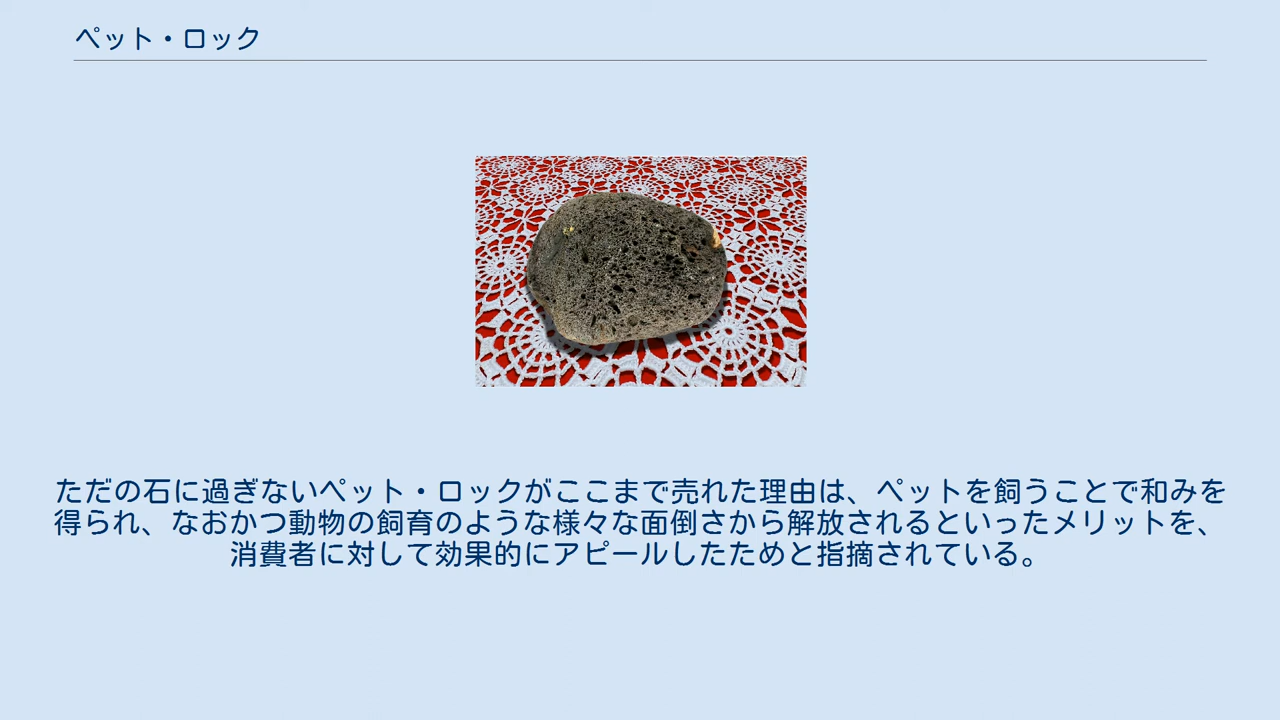 ペット・ロック
ただの石に過ぎないペット・ロックがここまで売れた理由は、ペットを飼うことで和みを
得られ、なおかつ動物の飼育のような様々な面倒さから解放されるといったメリットを、
消費者に対して効果的にアピールしたためと指摘されている。